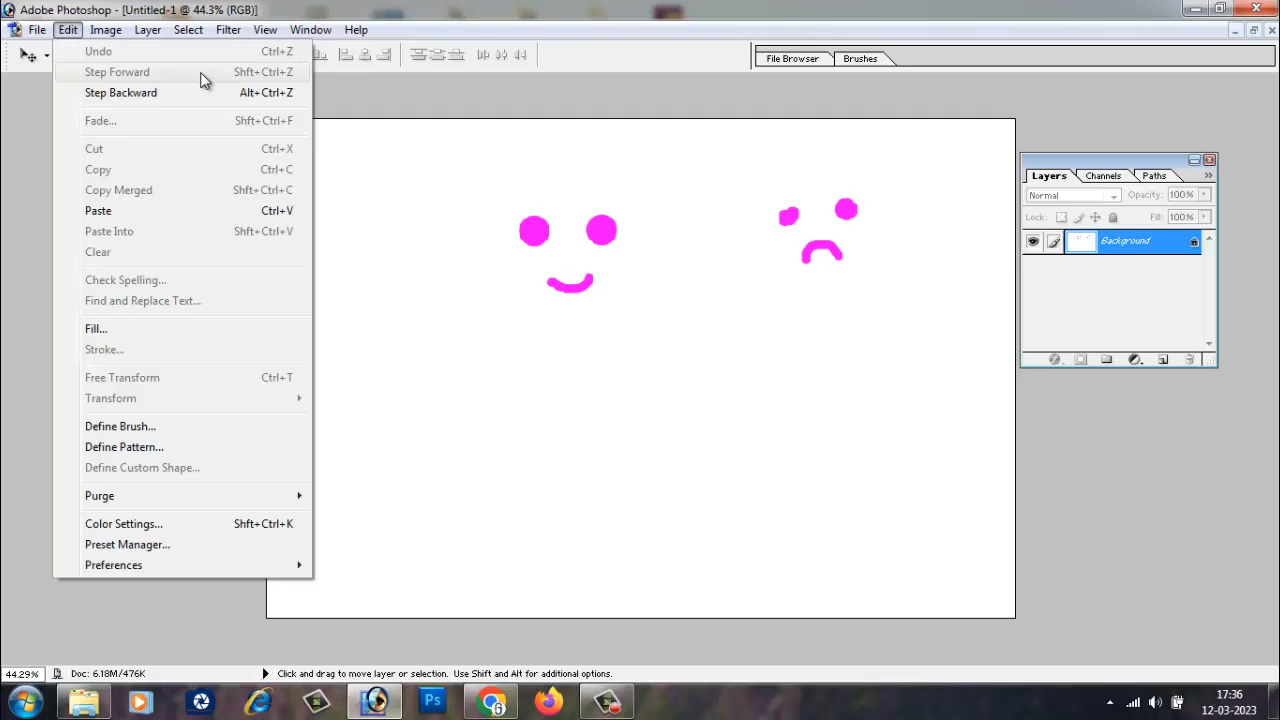 Adobe Photoshop - [Untitled-1 @ 44.3% (RGB)]
File Edit Image Layer Select Filter View Window Help
File Browser Brushes
Undo Ctrl+Z
Step Forward Shft+Ctrl+Z
Step Backward Alt+Ctrl+Z
Fade... Shft+Ctrl+F
Cut Ctrl+X
Copy Ctrl+C
Copy Merged Shft+Ctrl+C
Paste Ctrl+V
Paste Into Shft+Ctrl+V
Clear
Check Spelling...
Find and Replace Text...
Fill...
Stroke...
Free Transform Ctrl+T
Transform
Define Brush...
Define Pattern...
Define Custom Shape...
Purge
Color Settings... Shft+Ctrl+K
Preset Manager...
Preferences
Layers Channels Paths
Normal Opacity: 100%
Lock: Fill: 100%
Background
44.29% Doc: 6.18M/476K Click and drag to move layer or selection. Use Shift and Alt for additional options.
Ps
17:36
12-03-2023